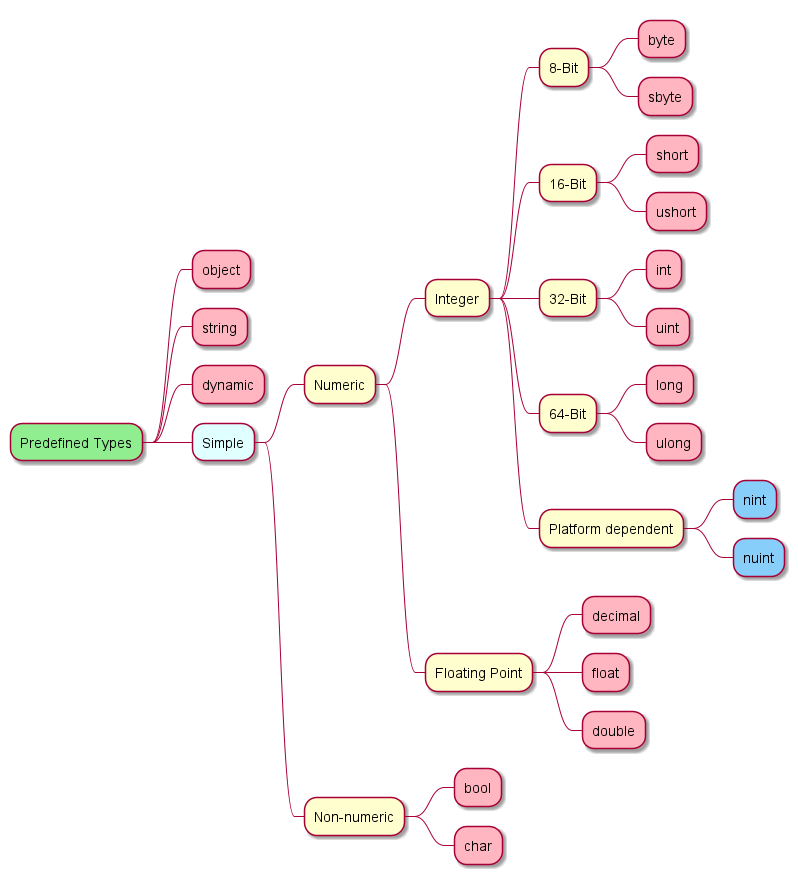 Predefined Types
object
string
dynamic
Simple
Numeric
Integer
8-Bit
byte
sbyte
16-Bit
short
ushort
32-Bit
int
uint
64-Bit
long
ulong
Platform dependent
nint
nuint
Floating Point
decimal
float
double
Non-numeric
bool
char